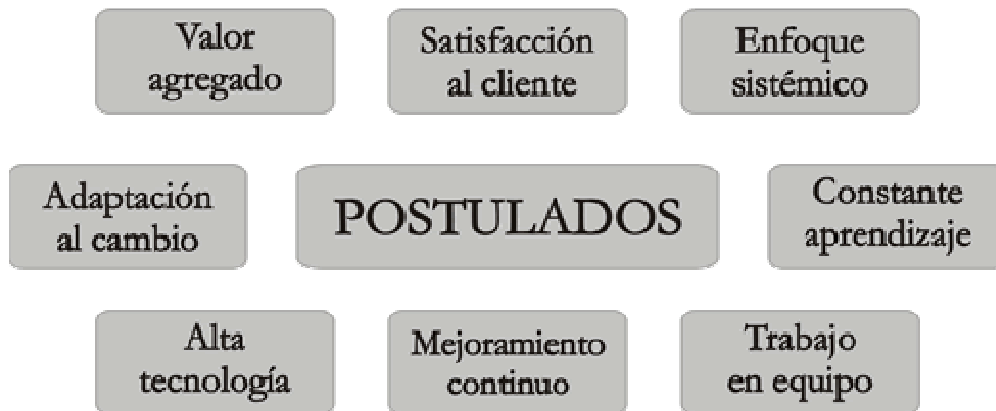 Valor
agregado
Satisfacción
al cliente
Enfoque
sistémico
Adaptación
al cambio
POSTULADOS
Constante
aprendizaje
Alta
tecnología
Mejoramiento
continuo
Trabajo
en equipo